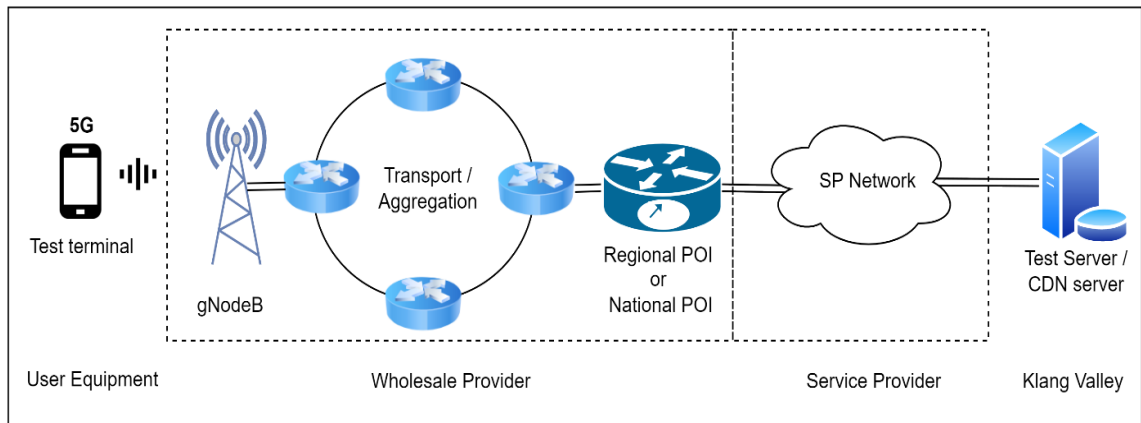 5G
Test terminal
gNodeB
Transport /
Aggregation
Regional POI
or
National POI
SP Network
Test Server /
CDN server
User Equipment
Wholesale Provider
Service Provider
Klang Valley